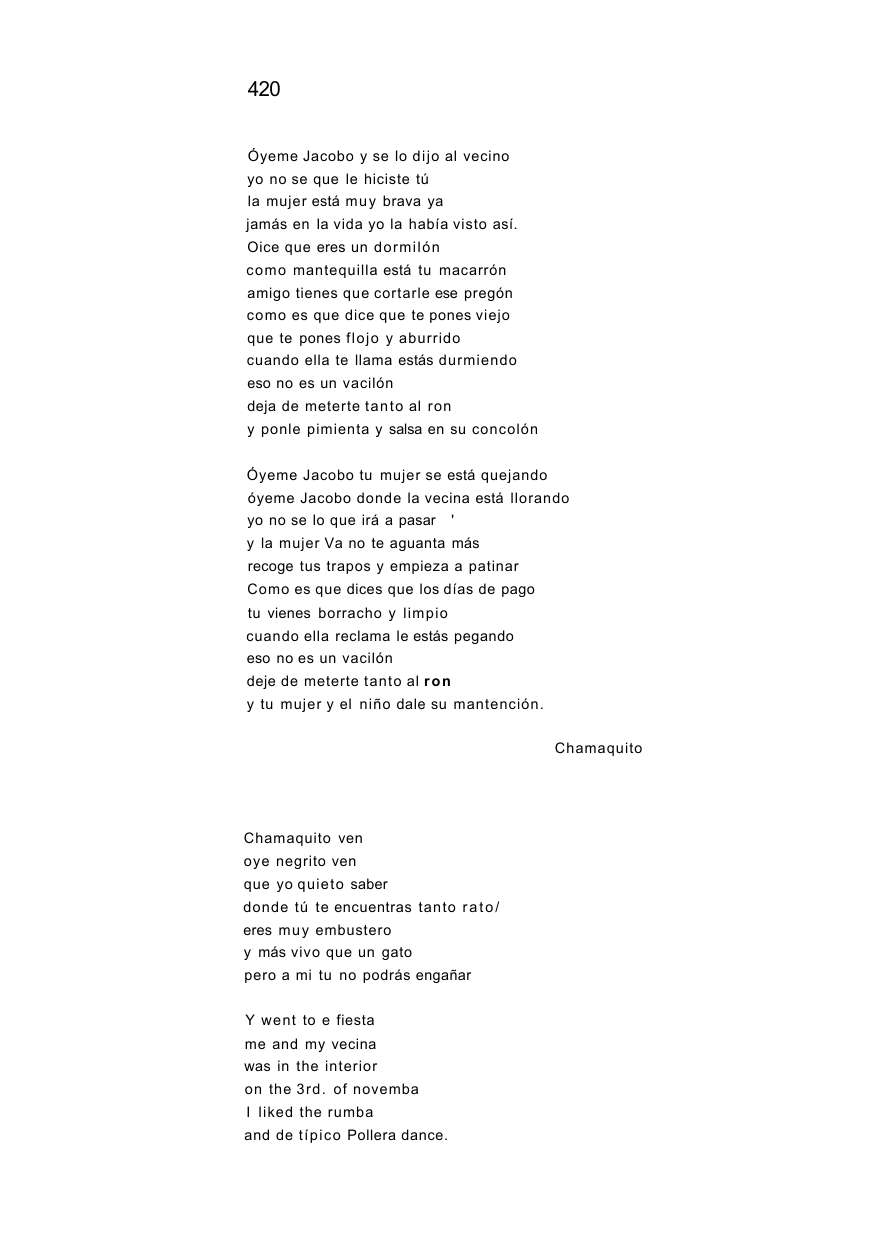 420
Óyeme Jacobo y se lo dijo al vecino
yo no se que le hiciste tú
la mujer está muy brava ya
jamás en la vida yo la había visto así.
Oice que eres un dormilón
como mantequilla está tu macarrón
amigo tienes que cortarle ese pregón
como es que dice que te pones viejo
que te pones flojo y aburrido
cuando ella te llama estás durmiendo
eso no es un vacilón
deja de meterte tanto al ron
y ponle pimienta y salsa en su concolón
Óyeme Jacobo tu mujer se está quejando
óyeme Jacobo donde la vecina está llorando
yo no se lo que irá a pasar '
y la mujer Va no te aguanta más
recoge tus trapos y empieza a patinar
Como es que dices que los días de pago
tu vienes borracho y limpio
cuando ella reclama le estás pegando
eso no es un vacilón
deje de meterte tanto al ron
y tu mujer y el niño dale su mantención.
Chamaquito
Chamaquito ven
oye negrito ven
que yo quieto saber
donde tú te encuentras tanto rato/
eres muy embustero
y más vivo que un gato
pero a mi tu no podrás engañar
Y went to e fiesta
me and my vecina
was in the interior
on the 3rd. of novemba
I liked the rumba
and de típico Pollera dance.